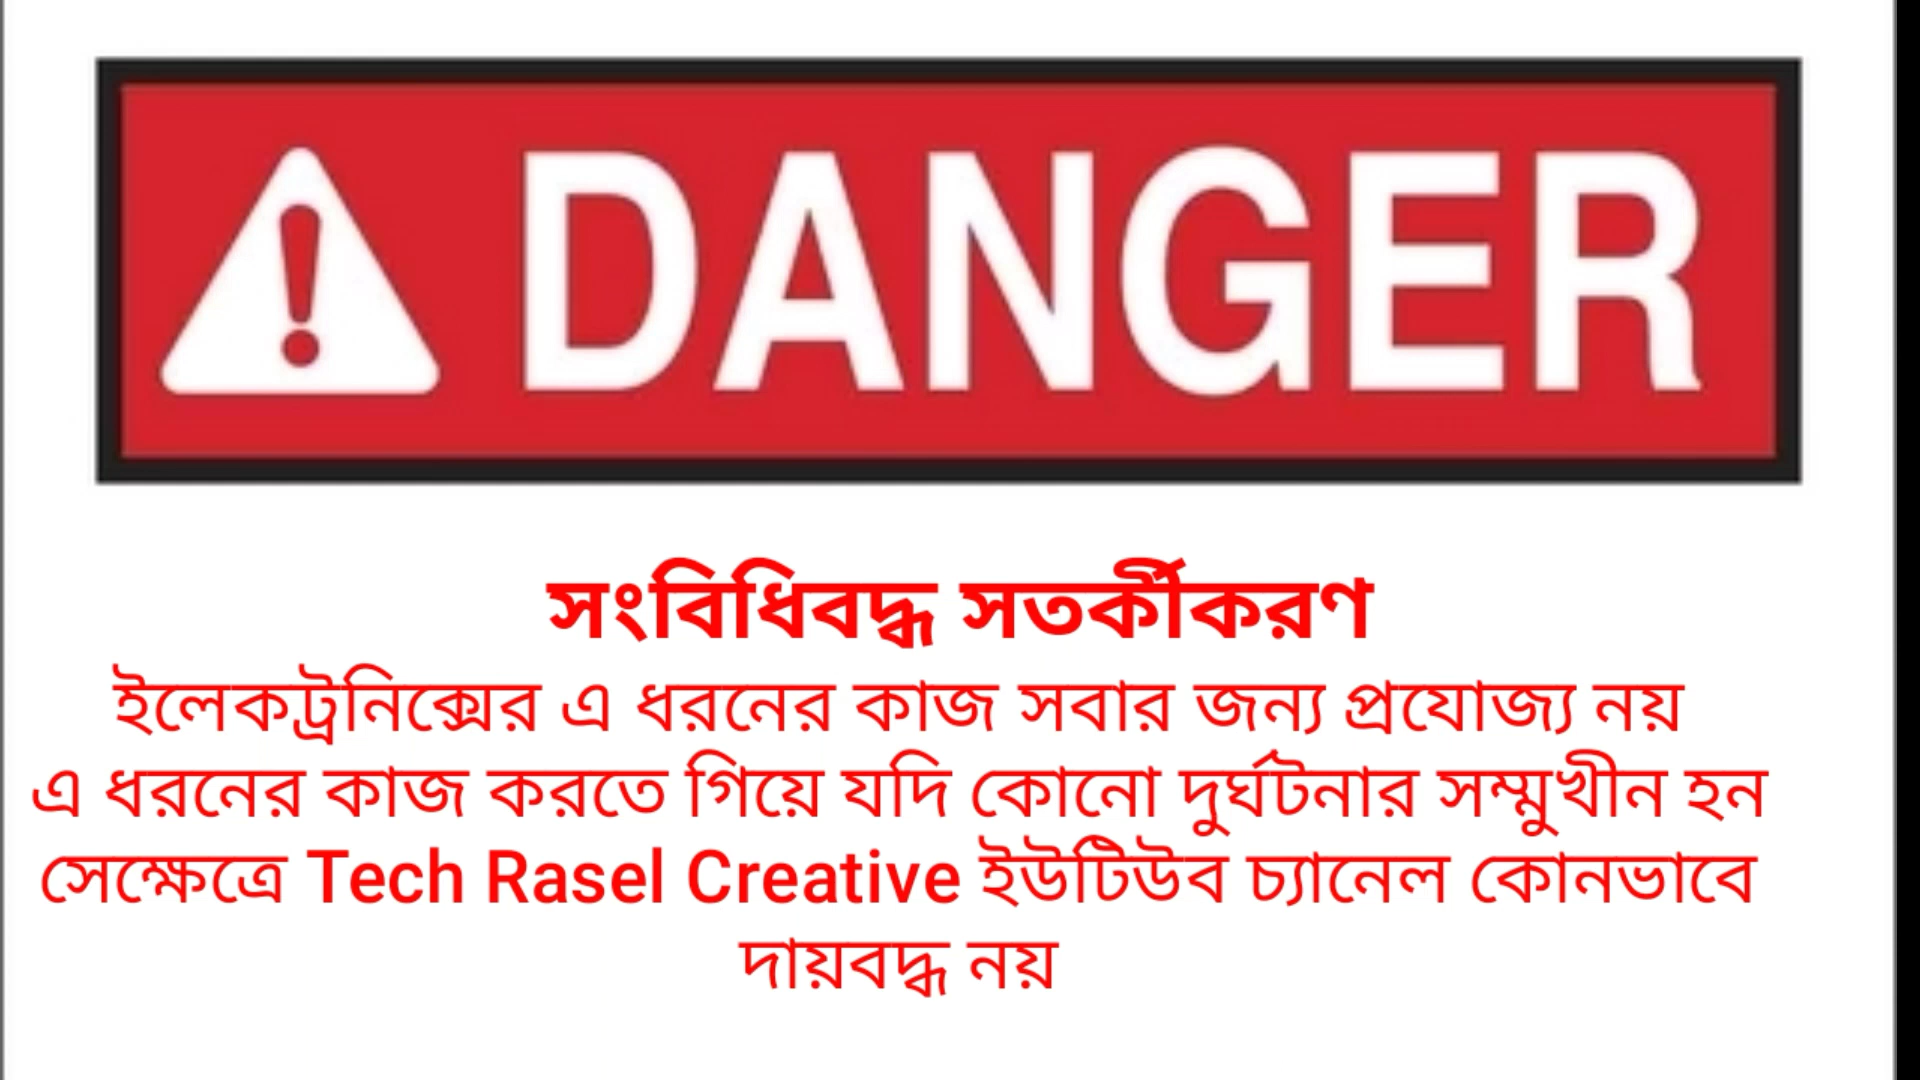 DANGER
সংবিধিবদ্ধ সতর্কীকরণ
ইলেকট্রনিক্সের এ ধরনের কাজ সবার জন্য প্রযোজ্য নয়
এ ধরনের কাজ করতে গিয়ে যদি কোনো দুর্ঘটনার সম্মুখীন হন
সেক্ষেত্রে Tech Rasel Creative ইউটিউব চ্যানেল কোনভাবে
দায়বদ্ধ নয়